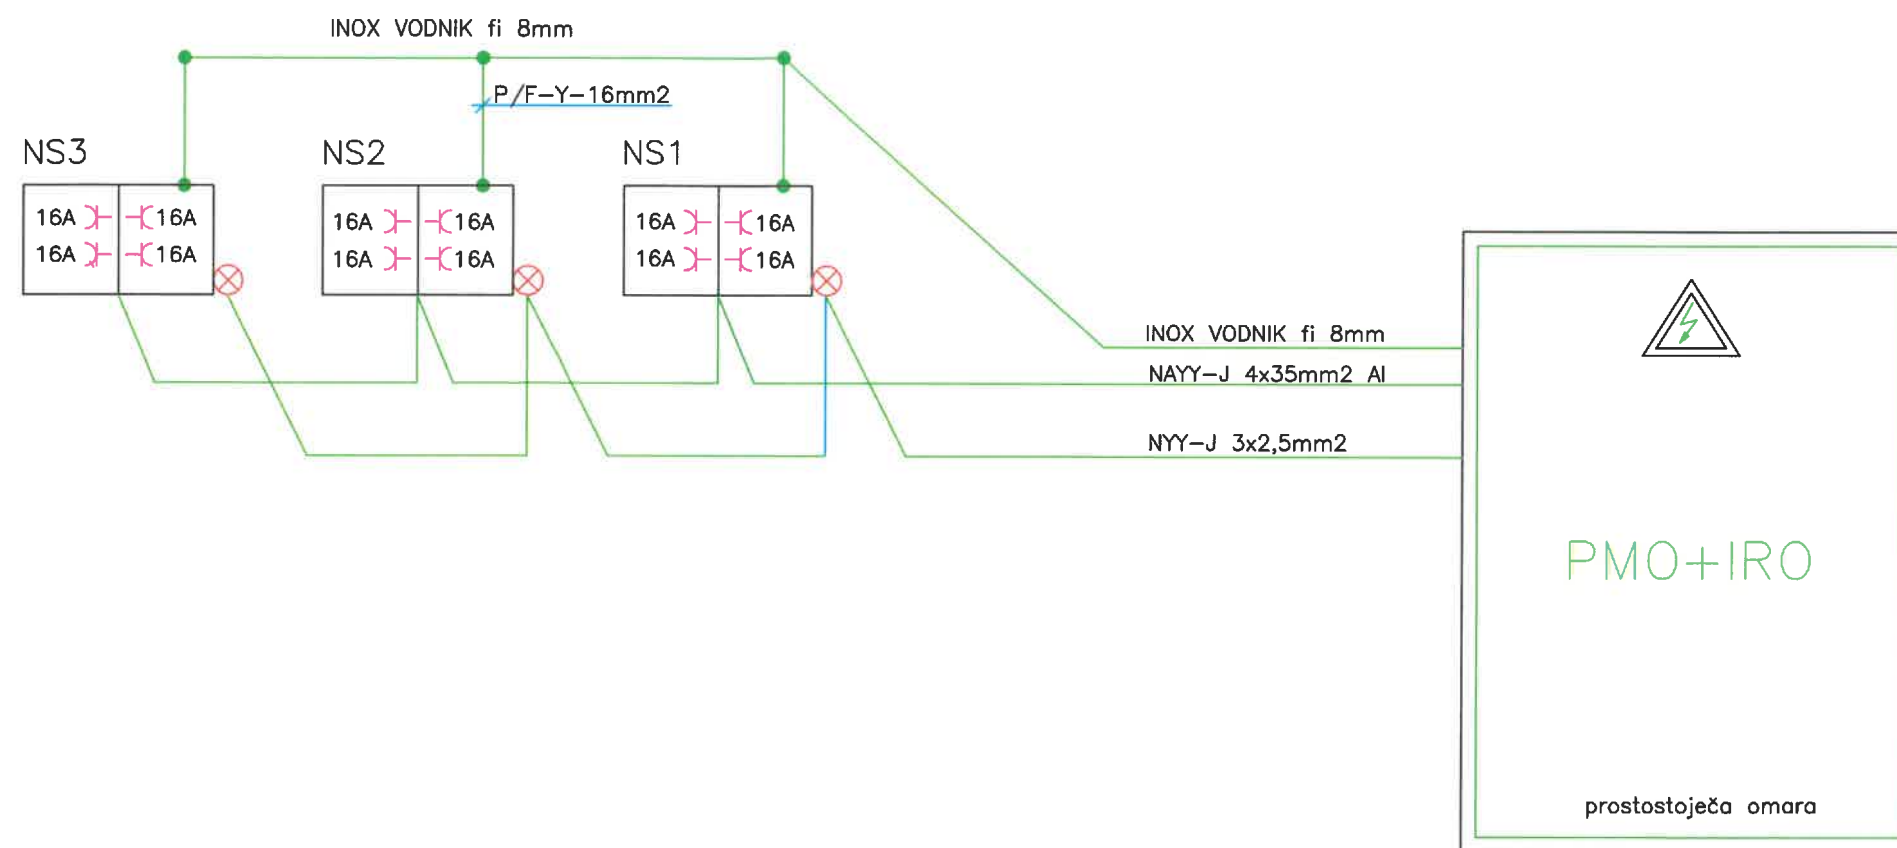 INOX VODNIK fi 8mm
P/F-Y-16mm2
NS3
NS2
NS1
16A 16A
16A 16A
16A 16A
16A 16A
16A 16A
16A 16A
INOX VODNIK fi 8mm
NAYY-J 4x35mm2 Al
NYY-J 3x2,5mm2
PMO+IRO
prostostoječa omara